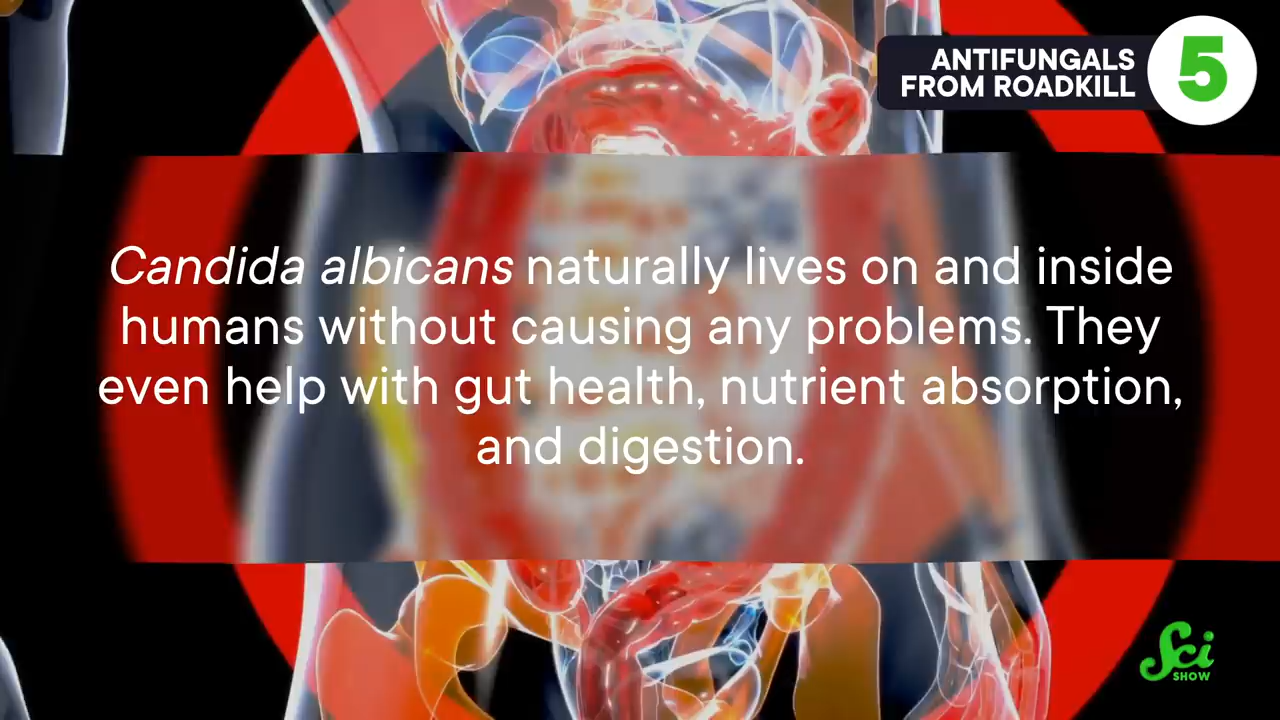 ANTIFUNGALS
FROM ROADKILL
5
Candida albicans naturally lives on and inside
humans without causing any problems. They
even help with gut health, nutrient absorption,
and digestion.
Sci
SHOW